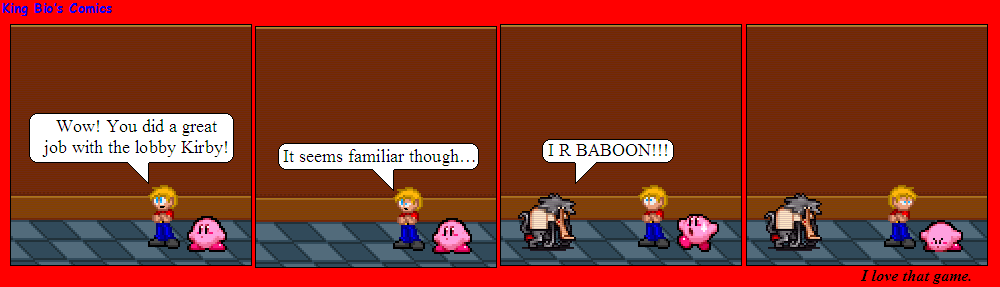 King Bio's Comics
Wow! You did a great
job with the lobby Kirby!
It seems familiar though...
I R BABOON!!!
I love that game.